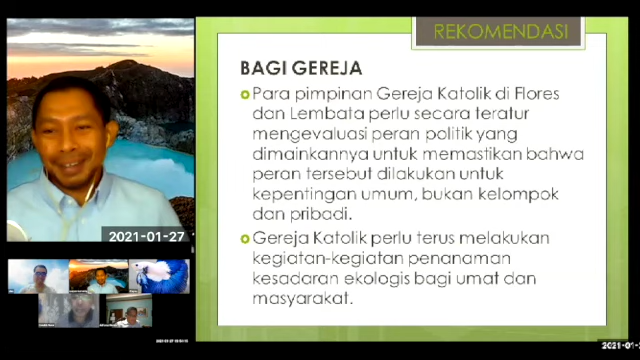 REKOMENDASI
BAGI GEREJA
Para pimpinan Gereja Katolik di Flores
dan Lembata perlu secara teratur
mengevaluasi peran politik yang
dimainkannya untuk memastikan bahwa
peran tersebut dilakukan untuk
kepentingan umum, bukan kelompok
dan pribadi.
Gereja Katolik perlu terus melakukan
kegiatan-kegiatan penanaman
kesadaran ekologis bagi umat dan
masyarakat.
2021-01-27
2021-01-2